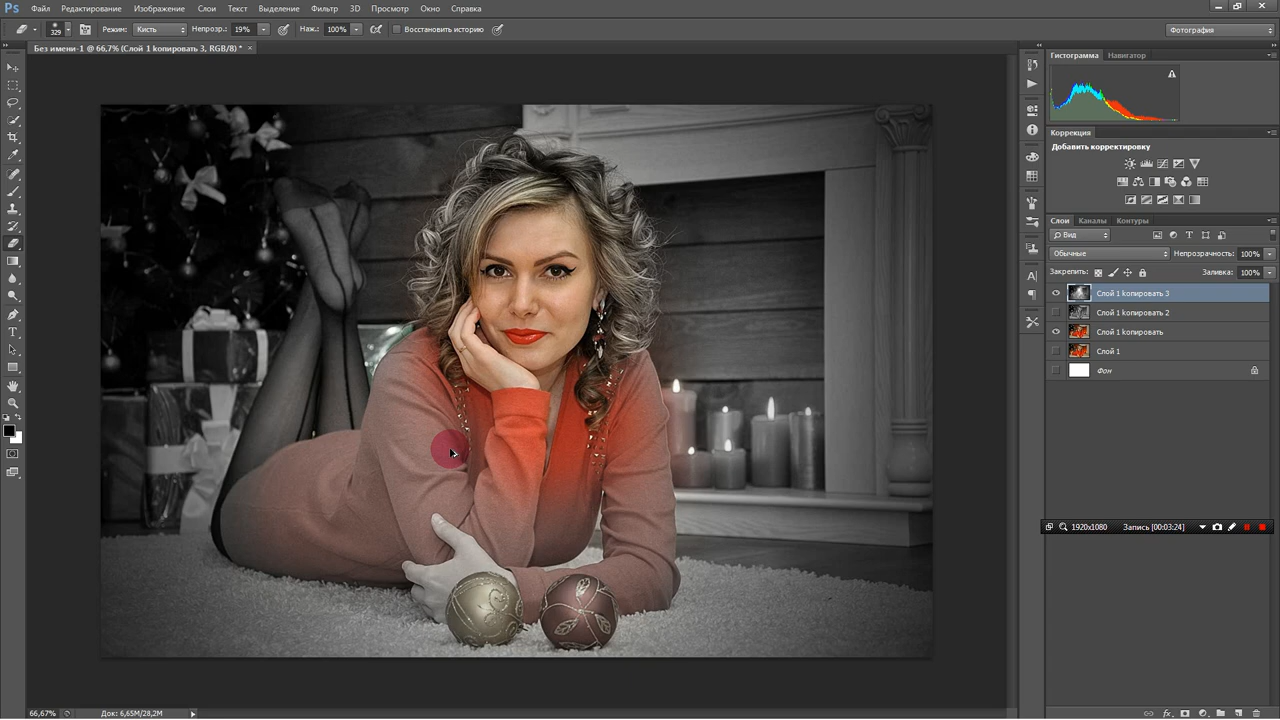 Ps Файл Редактирование Изображение Слои Текст Выделение Фильтр 3D Просмотр Окно Справка
329 Режим: Кисть Непрозр.: 19% Наж.: 100% Восстановить историю Фотография
Без имени-1 @ 66,7% (Слой 1 копировать 3, RGB/8) * ×
Гистограмма Навигатор
Коррекция
Добавить корректировку
Слои Каналы Контуры
Вид
Обычные Непрозрачность: 100%
Закрепить: Заливка: 100%
Слой 1 копировать 3
Слой 1 копировать 2
Слой 1 копировать
Слой 1
Фон
1920x1080 Запись [00:03:24]
66,67% Док: 6,65M/28,2M